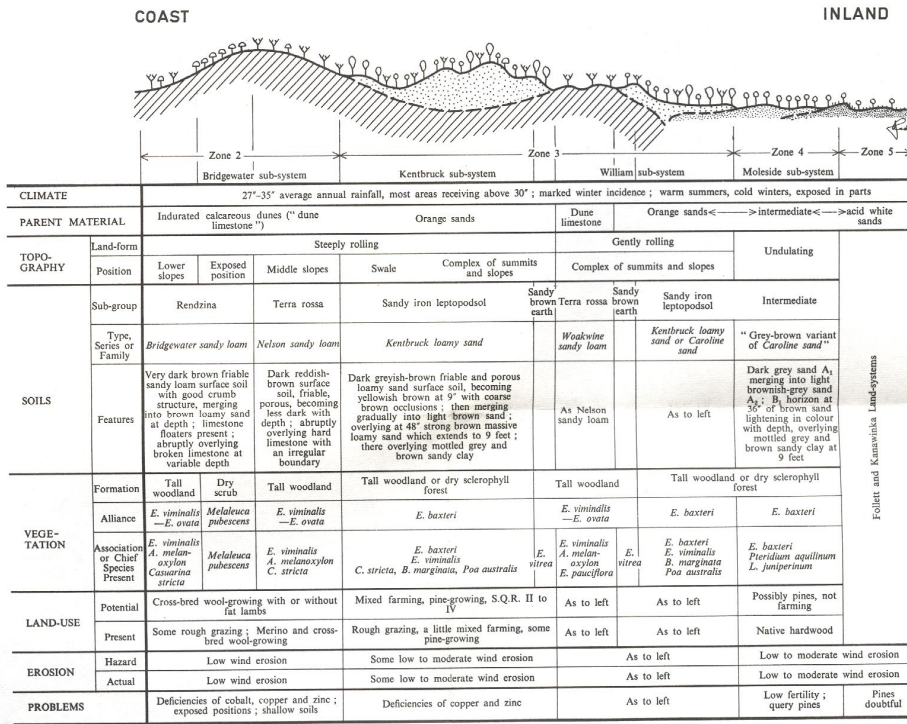 COAST
INLAND
Zone 2
Zone 3
Zone 4
Zone 5
Bridgewater sub-system
Kentbruck sub-system
William sub-system
Moleside sub-system
CLIMATE
27″–35″ average annual rainfall, most areas receiving above 30″ ; marked winter incidence ; warm summers, cold winters, exposed in parts
PARENT MATERIAL
Indurated calcareous dunes (“ dune
limestone ”)
Orange sands
Dune
limestone
Orange sands<——>intermediate<—>acid white
sands
TOPO-
GRAPHY
Land-form
Steeply rolling
Gently rolling
Undulating
Position
Lower
slopes
Exposed
position
Middle slopes
Swale
Complex of summits
and slopes
Complex of summits and slopes
SOILS
Sub-group
Rendzina
Terra rossa
Sandy iron leptopodsol
Sandy
brown
earth
Terra rossa
Sandy
brown
earth
Sandy iron
leptopodsol
Intermediate
Type,
Series or
Family
Bridgewater sandy loam
Nelson sandy loam
Kentbruck loamy sand
Woakwine
sandy loam
Kentbruck loamy
sand or Caroline
sand
“ Grey-brown variant
of Caroline sand ”
Features
Very dark brown friable
sandy loam surface soil
with good crumb
structure, merging
into brown loamy sand
at depth ; limestone
floaters present ;
abruptly overlying
broken limestone at
variable depth
Dark reddish-
brown surface
soil, friable,
porous, becoming
less dark with
depth ; abruptly
overlying hard
limestone with
an irregular
boundary
Dark greyish-brown friable and porous
loamy sand surface soil, becoming
yellowish brown at 9″ with coarse
brown occlusions ; then merging
gradually into light brown sand ;
overlying at 48″ strong brown massive
loamy sand which extends to 9 feet ;
there overlying mottled grey and
brown sandy clay
As Nelson
sandy loam
As to left
Dark grey sand A₁
merging into light
brownish-grey sand
A₂ ; B₁ horizon at
36″ of brown sand
lightening in colour
with depth, overlying
mottled grey and
brown sandy clay at
9 feet
Follett and Kanawinka Land-systems
VEGE-
TATION
Formation
Tall
woodland
Dry
scrub
Tall woodland
Tall woodland or dry sclerophyll
forest
Tall woodland
Tall woodland or dry sclerophyll
forest
Alliance
E. viminalis
—E. ovata
Melaleuca
pubescens
E. viminalis
—E. ovata
E. baxteri
E. viminalis
—E. ovata
E. baxteri
E. baxteri
Association
or Chief
Species
Present
E. viminalis
A. melan-
oxylon
Casuarina
stricta
Melaleuca
pubescens
E. viminalis
A. melanoxylon
C. stricta
E. baxteri
E. viminalis
C. stricta, B. marginata, Poa australis
E.
vitrea
E. viminalis
A. melan-
oxylon
E. pauciflora
E.
vitrea
E. baxteri
E. viminalis
B. marginata
Poa australis
E. baxteri
Pteridium aquilinum
L. juniperinum
LAND-USE
Potential
Cross-bred wool-growing with or without
fat lambs
Mixed farming, pine-growing, S.Q.R. II to
IV
As to left
As to left
Possibly pines, not
farming
Present
Some rough grazing ; Merino and cross-
bred wool-growing
Rough grazing, a little mixed farming, some
pine-growing
As to left
As to left
Native hardwood
EROSION
Hazard
Low wind erosion
Some low to moderate wind erosion
As to left
Low to moderate wind erosion
Actual
Low wind erosion
Some low to moderate wind erosion
As to left
Low to moderate wind erosion
PROBLEMS
Deficiencies of cobalt, copper and zinc ;
exposed positions ; shallow soils
Deficiencies of copper and zinc
As to left
Low fertility ;
query pines
Pines
doubtful